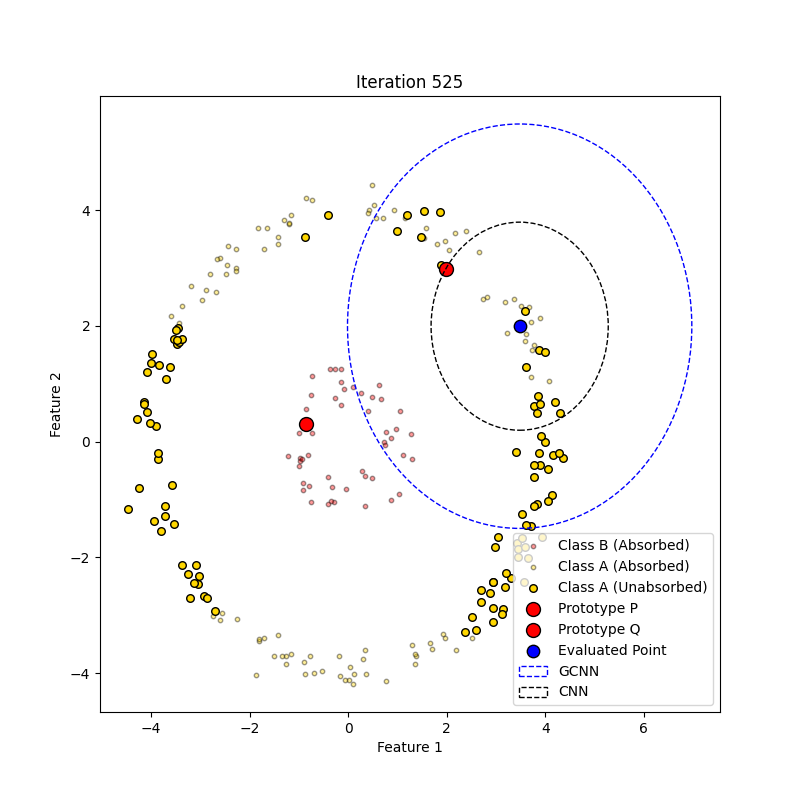 Iteration 525
Feature 2
4
2
0
−2
−4
Class B (Absorbed)
Class A (Absorbed)
Class A (Unabsorbed)
Prototype P
Prototype Q
Evaluated Point
GCNN
CNN
−4 −2 0 2 4 6
Feature 1